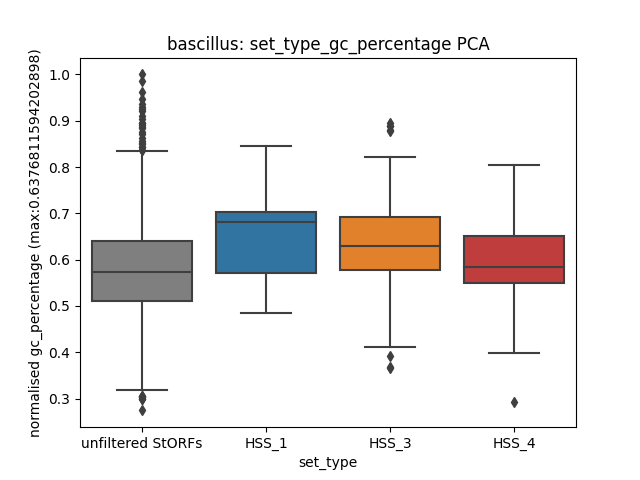 bascillus: set_type_gc_percentage PCA
normalised gc_percentage (max:0.6376811594202898)
1.0
0.9
0.8
0.7
0.6
0.5
0.4
0.3
unfiltered StORFs HSS_1 HSS_3 HSS_4
set_type